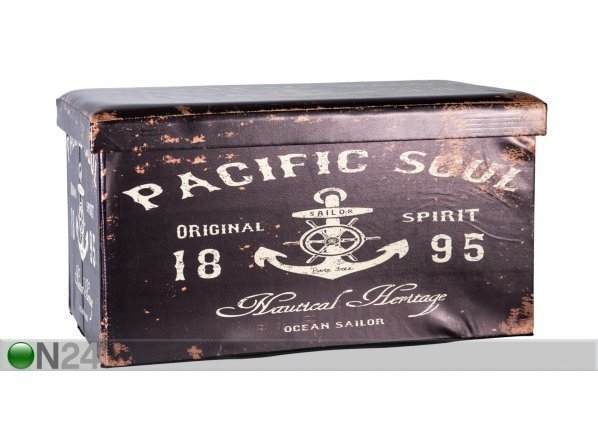 PACIFIC SOUL
SAILOR
ORIGINAL SPIRIT
18 95
Nautical Heritage
OCEAN SAILOR
ON24